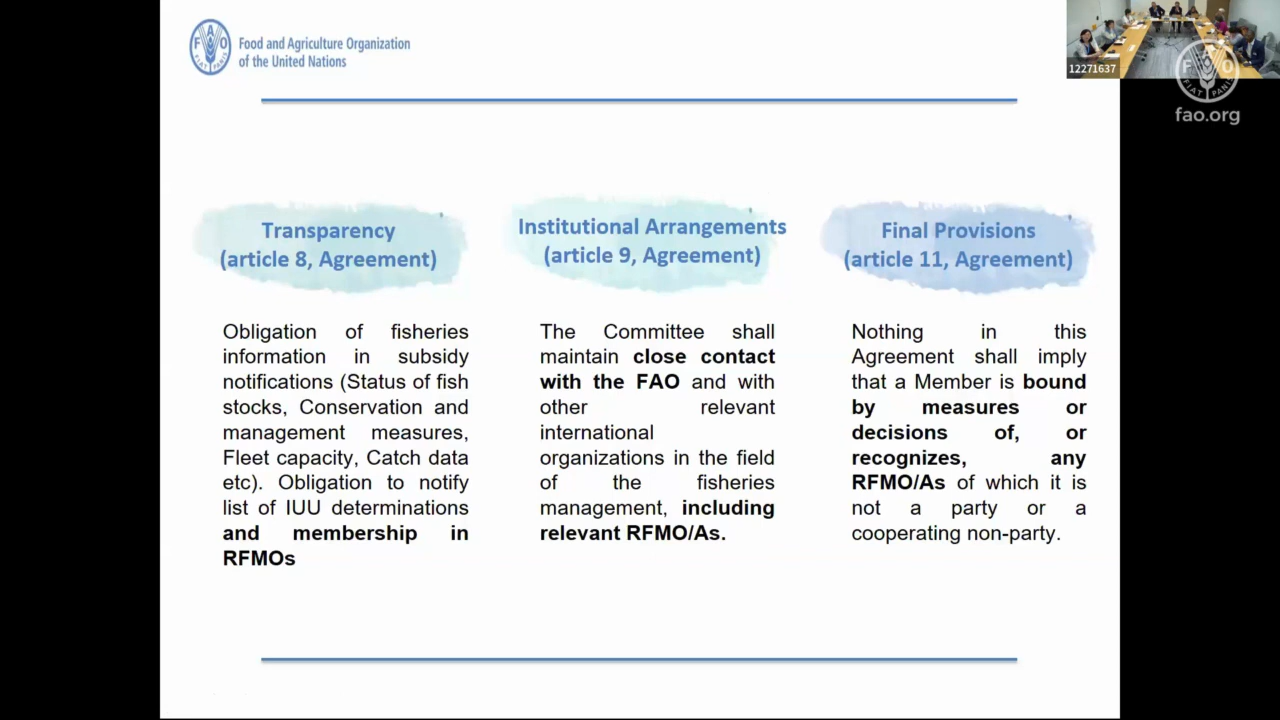 Food and Agriculture Organization
of the United Nations
12271637
FAO
FIAT PANIS
fao.org
Transparency
(article 8, Agreement)
Obligation of fisheries
information in subsidy
notifications (Status of fish
stocks, Conservation and
management measures,
Fleet capacity, Catch data
etc). Obligation to notify
list of IUU determinations
and membership in
RFMOs
Institutional Arrangements
(article 9, Agreement)
The Committee shall
maintain close contact
with the FAO and with
other relevant
international
organizations in the field
of the fisheries
management, including
relevant RFMO/As.
Final Provisions
(article 11, Agreement)
Nothing in this
Agreement shall imply
that a Member is bound
by measures or
decisions of, or
recognizes, any
RFMO/As of which it is
not a party or a
cooperating non-party.